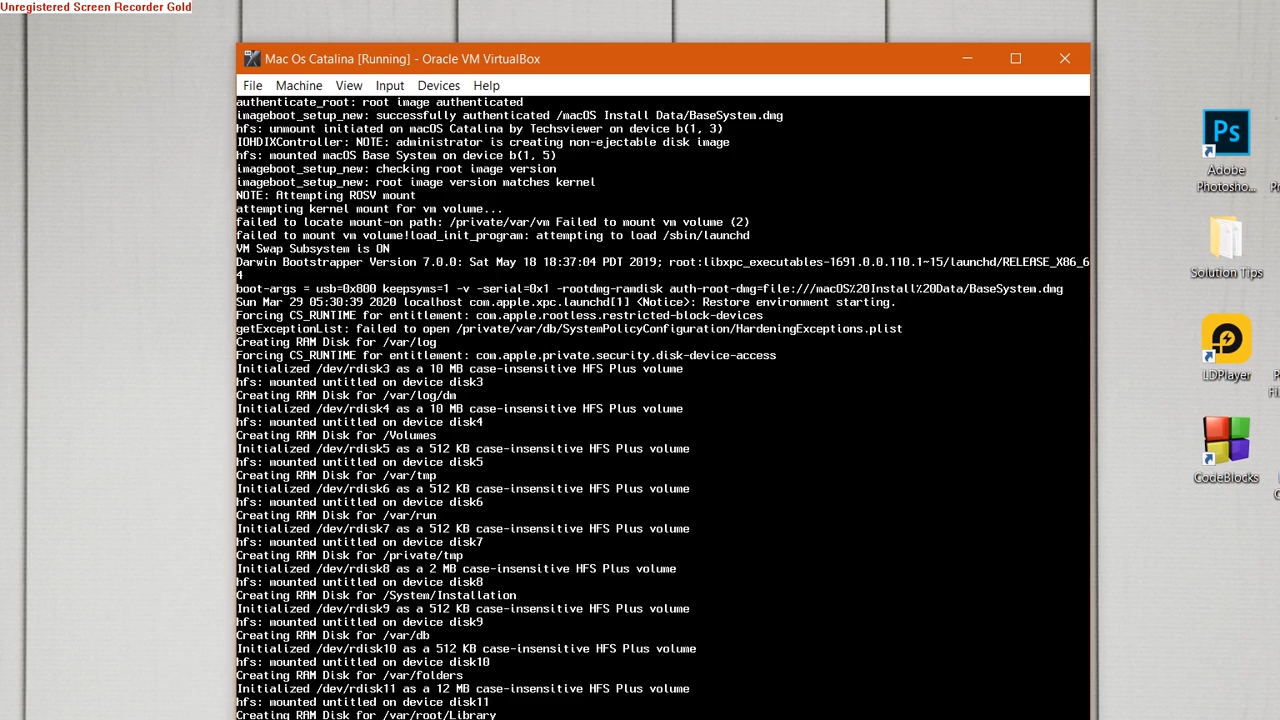 Unregistered Screen Recorder Gold
Mac Os Catalina [Running] - Oracle VM VirtualBox
File Machine View Input Devices Help
authenticate_root: root image authenticated
imageboot_setup_new: successfully authenticated /macOS Install Data/BaseSystem.dmg
hfs: unmount initiated on macOS Catalina by Techsviewer on device b(1, 3)
IOHDIXController: NOTE: administrator is creating non-ejectable disk image
hfs: mounted macOS Base System on device b(1, 5)
imageboot_setup_new: checking root image version
imageboot_setup_new: root image version matches kernel
NOTE: Attempting ROSV mount
attempting kernel mount for vm volume...
failed to locate mount-on path: /private/var/vm Failed to mount vm volume (2)
failed to mount vm volume!load_init_program: attempting to load /sbin/launchd
VM Swap Subsystem is ON
Darwin Bootstrapper Version 7.0.0: Sat May 18 18:37:04 PDT 2019; root:libxpc_executables-1691.0.0.110.1~15/launchd/RELEASE_X86_6
4
boot-args = usb=0x800 keepsyms=1 -v -serial=0x1 -rootdmg-ramdisk auth-root-dmg=file:///macOS%20Install%20Data/BaseSystem.dmg
Sun Mar 29 05:30:39 2020 localhost com.apple.xpc.launchd[1] <Notice>: Restore environment starting.
Forcing CS_RUNTIME for entitlement: com.apple.rootless.restricted-block-devices
getExceptionList: failed to open /private/var/db/SystemPolicyConfiguration/HardeningExceptions.plist
Creating RAM Disk for /var/log
Forcing CS_RUNTIME for entitlement: com.apple.private.security.disk-device-access
Initialized /dev/rdisk3 as a 10 MB case-insensitive HFS Plus volume
hfs: mounted untitled on device disk3
Creating RAM Disk for /var/log/dm
Initialized /dev/rdisk4 as a 10 MB case-insensitive HFS Plus volume
hfs: mounted untitled on device disk4
Creating RAM Disk for /Volumes
Initialized /dev/rdisk5 as a 512 KB case-insensitive HFS Plus volume
hfs: mounted untitled on device disk5
Creating RAM Disk for /var/tmp
Initialized /dev/rdisk6 as a 512 KB case-insensitive HFS Plus volume
hfs: mounted untitled on device disk6
Creating RAM Disk for /var/run
Initialized /dev/rdisk7 as a 512 KB case-insensitive HFS Plus volume
hfs: mounted untitled on device disk7
Creating RAM Disk for /private/tmp
Initialized /dev/rdisk8 as a 2 MB case-insensitive HFS Plus volume
hfs: mounted untitled on device disk8
Creating RAM Disk for /System/Installation
Initialized /dev/rdisk9 as a 512 KB case-insensitive HFS Plus volume
hfs: mounted untitled on device disk9
Creating RAM Disk for /var/db
Initialized /dev/rdisk10 as a 512 KB case-insensitive HFS Plus volume
hfs: mounted untitled on device disk10
Creating RAM Disk for /var/folders
Initialized /dev/rdisk11 as a 12 MB case-insensitive HFS Plus volume
hfs: mounted untitled on device disk11
Creating RAM Disk for /var/root/Library
Ps
Adobe
Photosho...
Solution Tips
LDPlayer
CodeBlocks